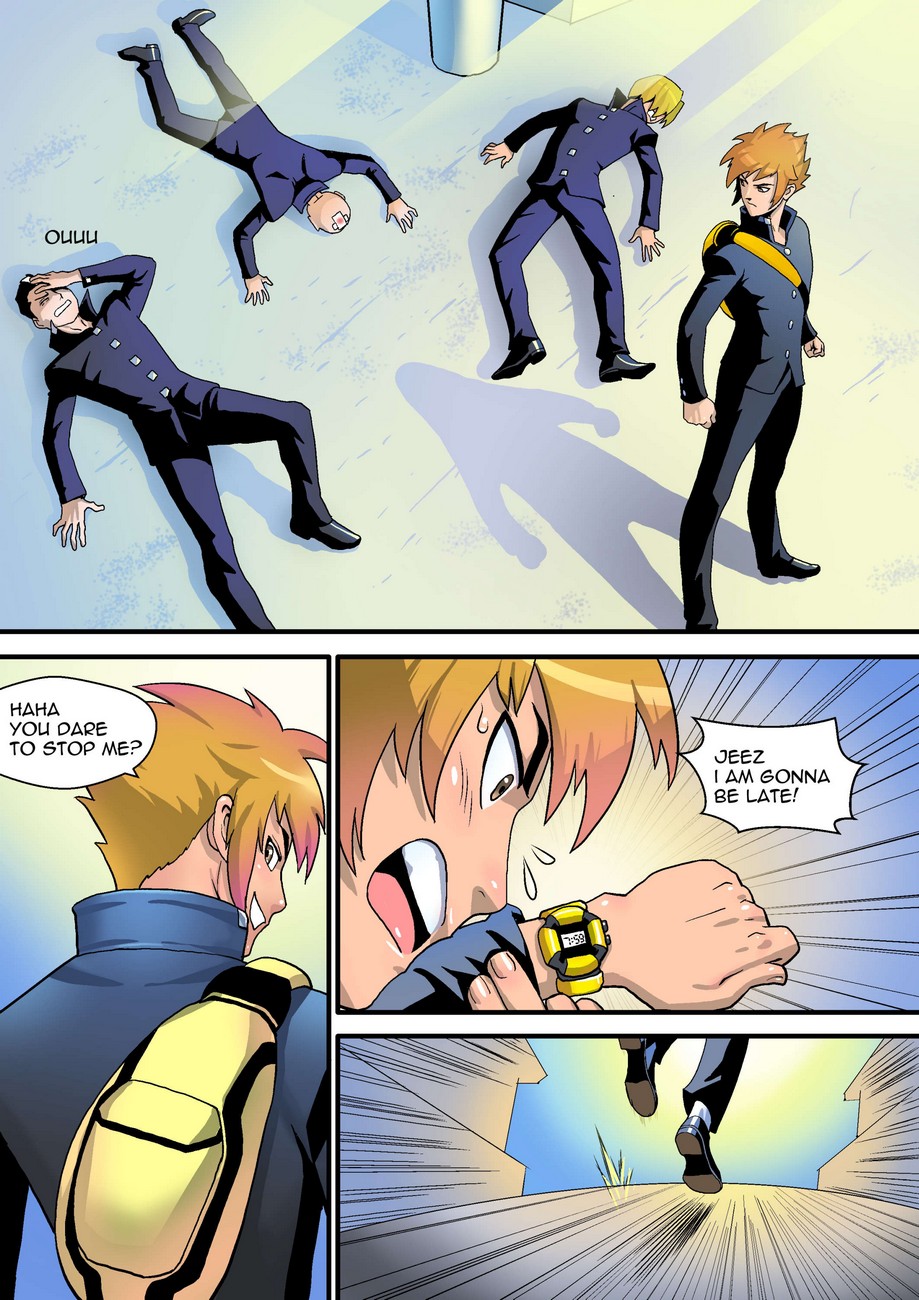 OUUU
HAHA
YOU DARE
TO STOP ME?
JEEZ
I AM GONNA
BE LATE!
7:59